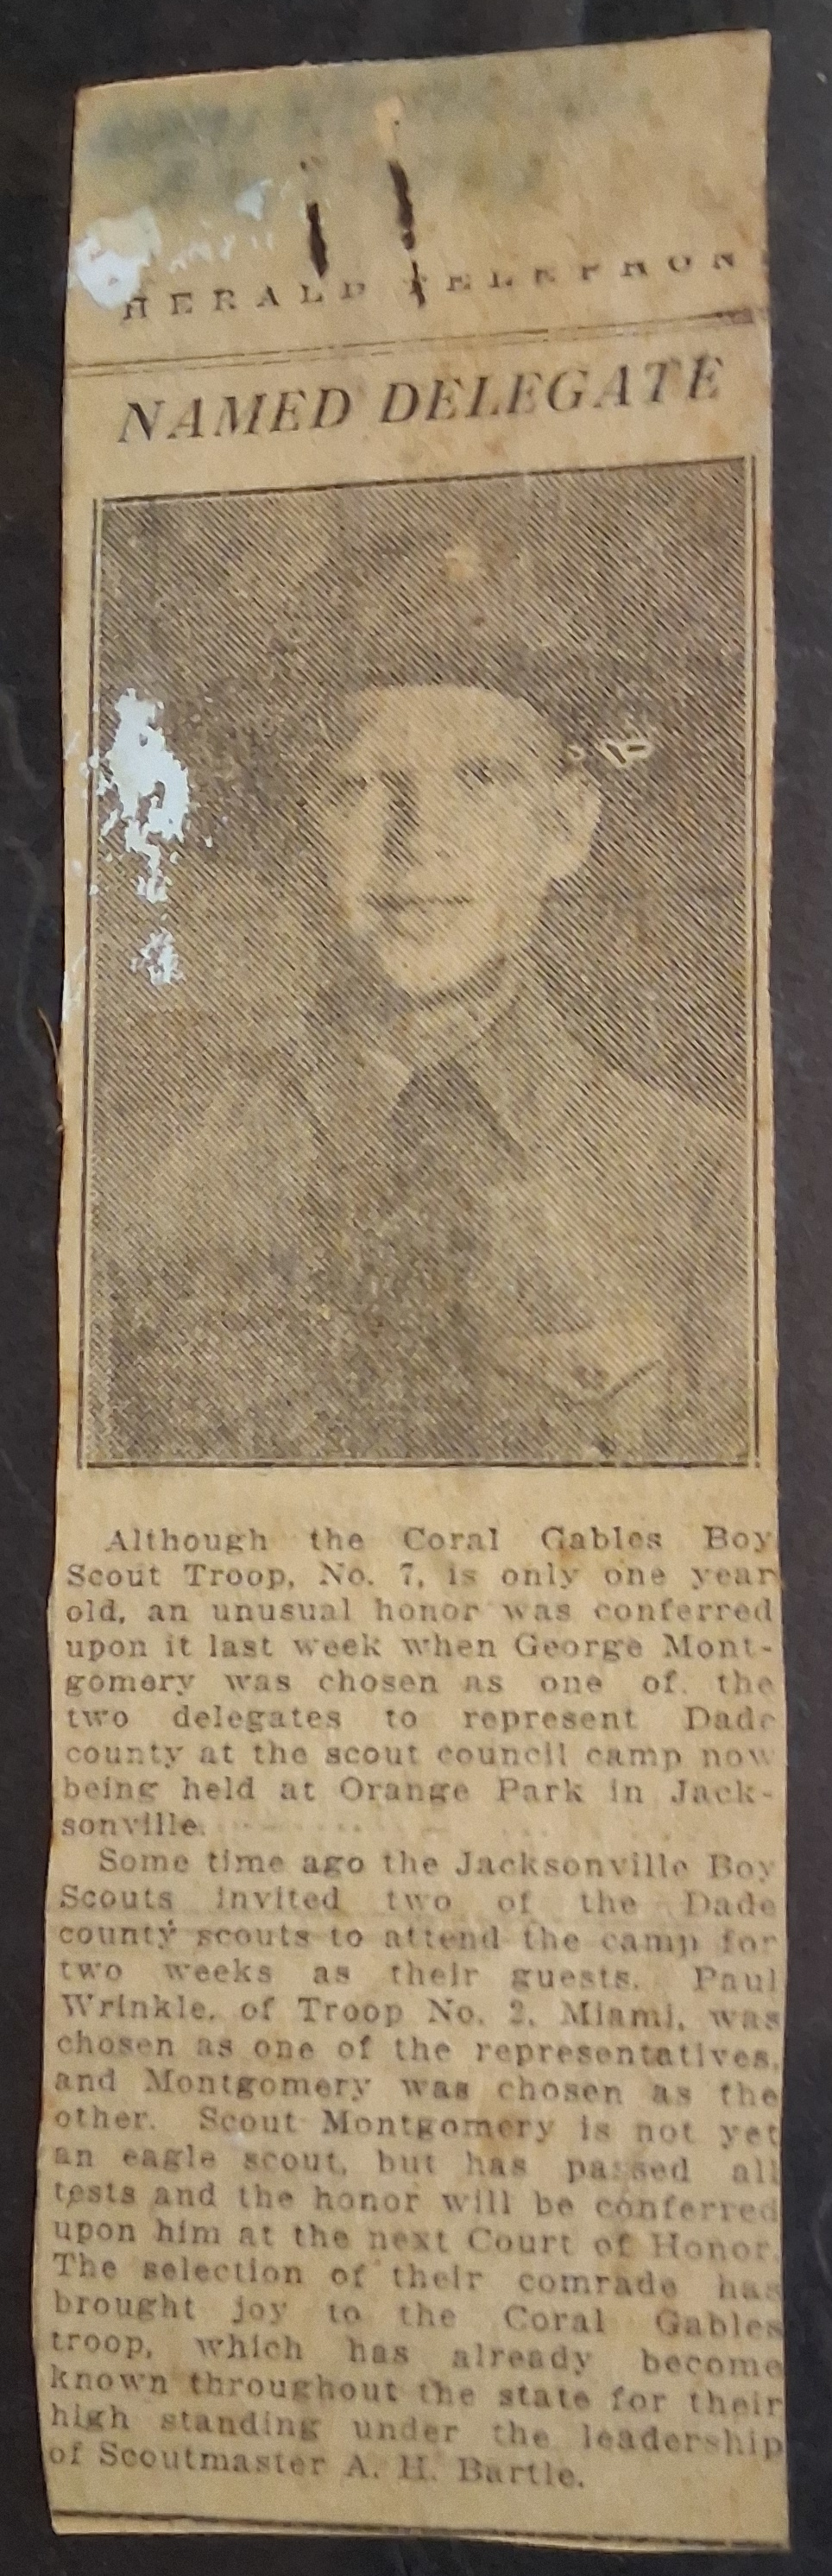 HERALD TELEPHON
NAMED DELEGATE
Although the Coral Gables Boy
Scout Troop, No. 7, is only one year
old, an unusual honor was conferred
upon it last week when George Mont-
gomery was chosen as one of the
two delegates to represent Dade
county at the scout council camp now
being held at Orange Park in Jack-
sonville.
Some time ago the Jacksonville Boy
Scouts invited two of the Dade
county scouts to attend the camp for
two weeks as their guests. Paul
Wrinkle, of Troop No. 2, Miami, was
chosen as one of the representatives,
and Montgomery was chosen as the
other. Scout Montgomery is not yet
an eagle scout, but has passed all
tests and the honor will be conferred
upon him at the next Court of Honor.
The selection of their comrade has
brought joy to the Coral Gables
troop, which has already become
known throughout the state for their
high standing under the leadership
of Scoutmaster A. H. Bartle.